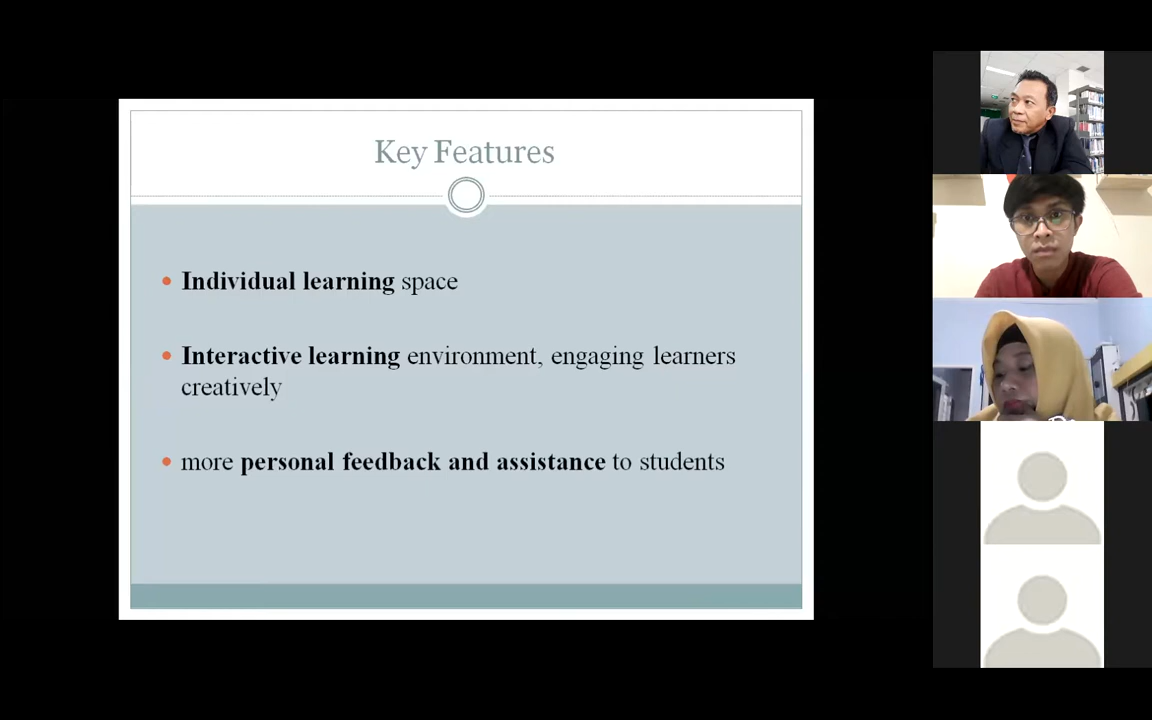 Key Features
Individual learning space
Interactive learning environment, engaging learners
creatively
more personal feedback and assistance to students